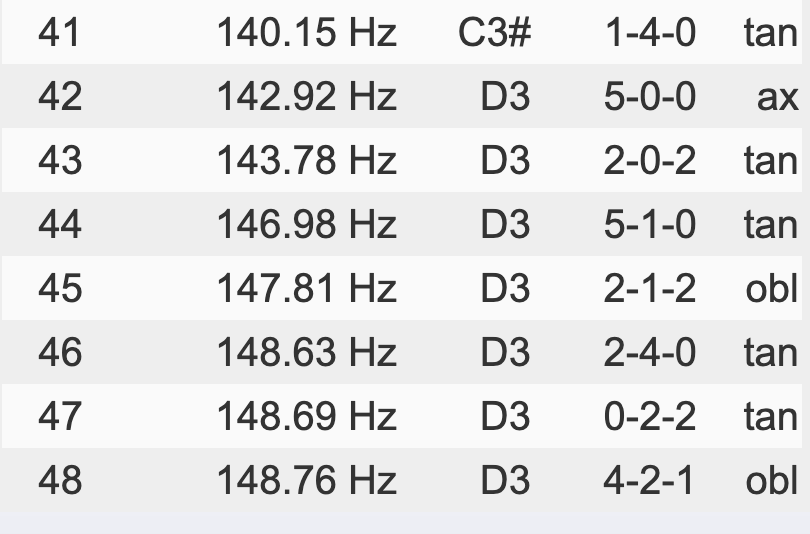 41 140.15 Hz C3# 1-4-0 tan
42 142.92 Hz D3 5-0-0 ax
43 143.78 Hz D3 2-0-2 tan
44 146.98 Hz D3 5-1-0 tan
45 147.81 Hz D3 2-1-2 obl
46 148.63 Hz D3 2-4-0 tan
47 148.69 Hz D3 0-2-2 tan
48 148.76 Hz D3 4-2-1 obl